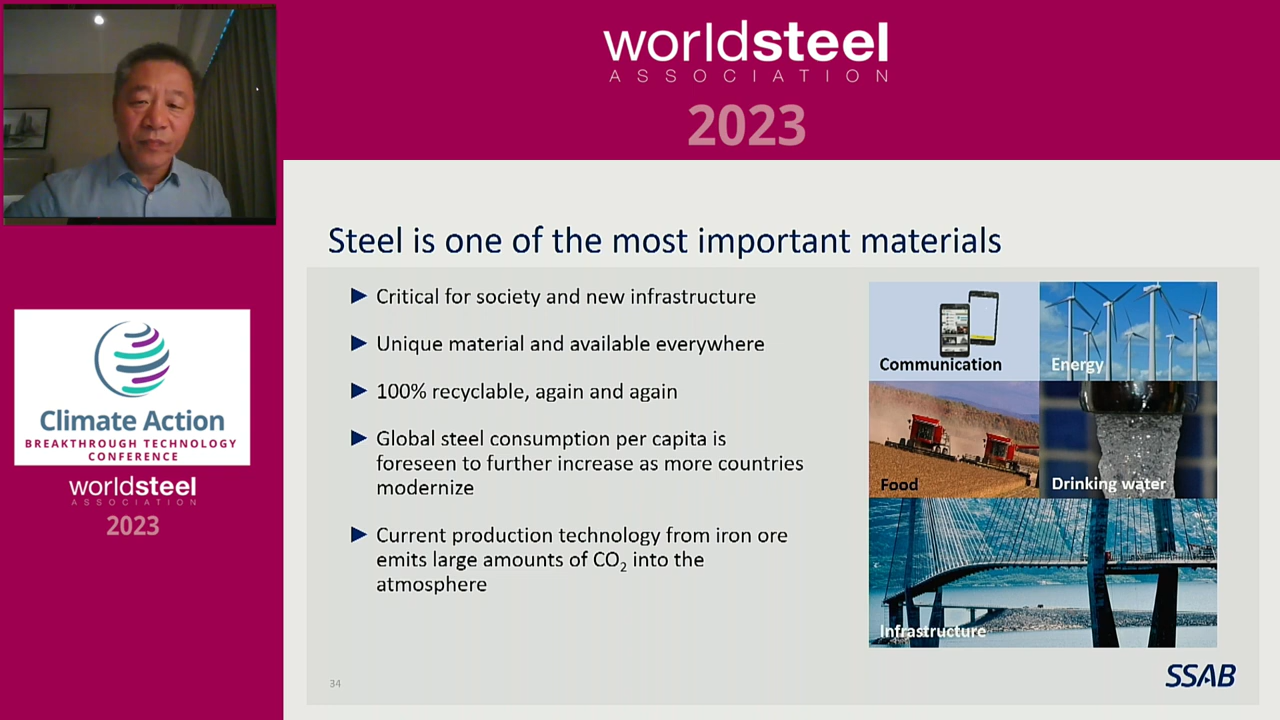 worldsteel
ASSOCIATION
2023
Climate Action
BREAKTHROUGH TECHNOLOGY
CONFERENCE
worldsteel
ASSOCIATION
2023
Steel is one of the most important materials
Critical for society and new infrastructure
Unique material and available everywhere
100% recyclable, again and again
Global steel consumption per capita is
foreseen to further increase as more countries
modernize
Current production technology from iron ore
emits large amounts of CO₂ into the
atmosphere
Communication
Energy
Food
Drinking water
Infrastructure
34
SSAB